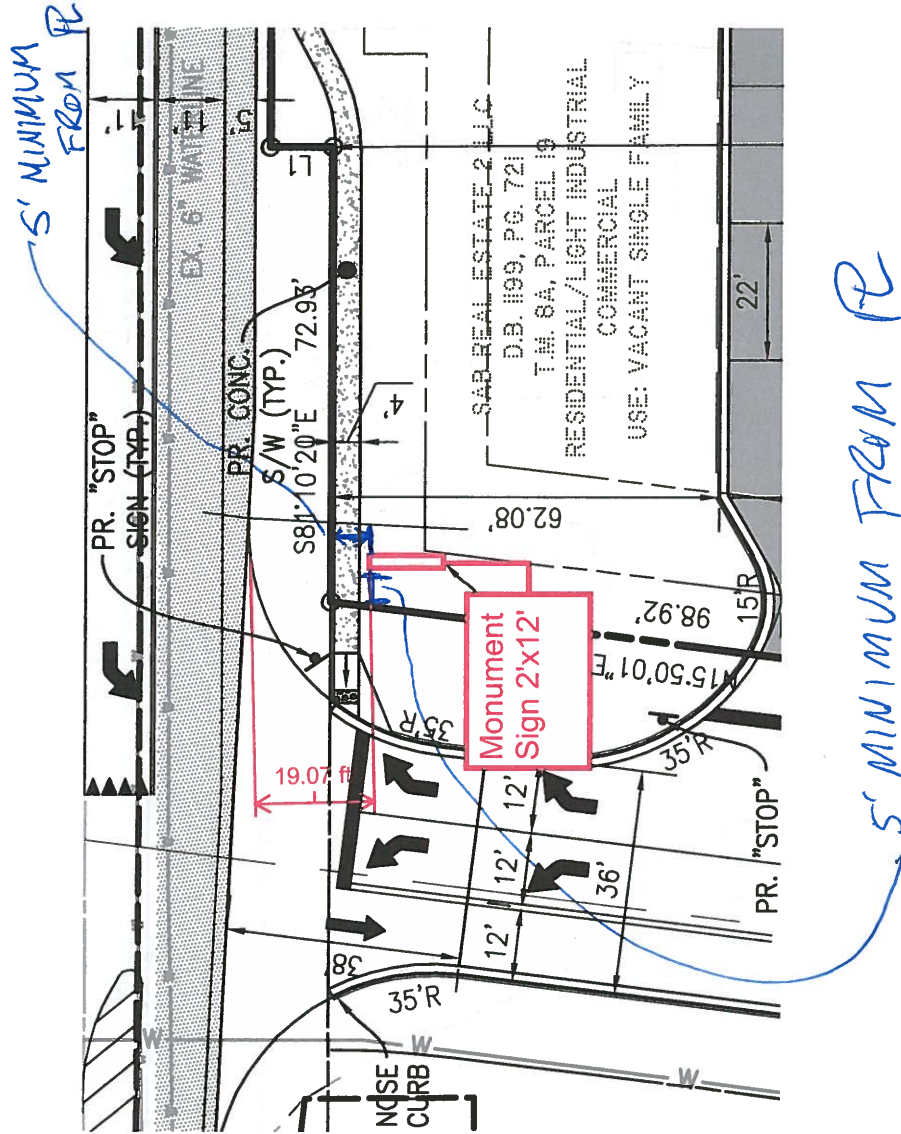 5' MINIMUM
FROM PL
11'
11'
5'
EX. 6" WATERLINE
L1
PR. "STOP"
SIGN (TYP.)
PR. CONC.
S/W (TYP.)
S81°10'20"E 72.93'
4'
SAB REAL ESTATE 2 LLC
D.B. 1199, PG. 721
T.M. 8A, PARCEL 19
RESIDENTIAL/LIGHT INDUSTRIAL
COMMERCIAL
USE: VACANT SINGLE FAMILY
22'
62.08'
Monument
Sign 2'x12'
98.92'
N15°50'01"E
15'R
35'R
35'R
19.07 ft
12'
12'
12'
36'
PR. "STOP"
38'
35'R
W
W
W
NOSE
CURB
5' MINIMUM FROM PL